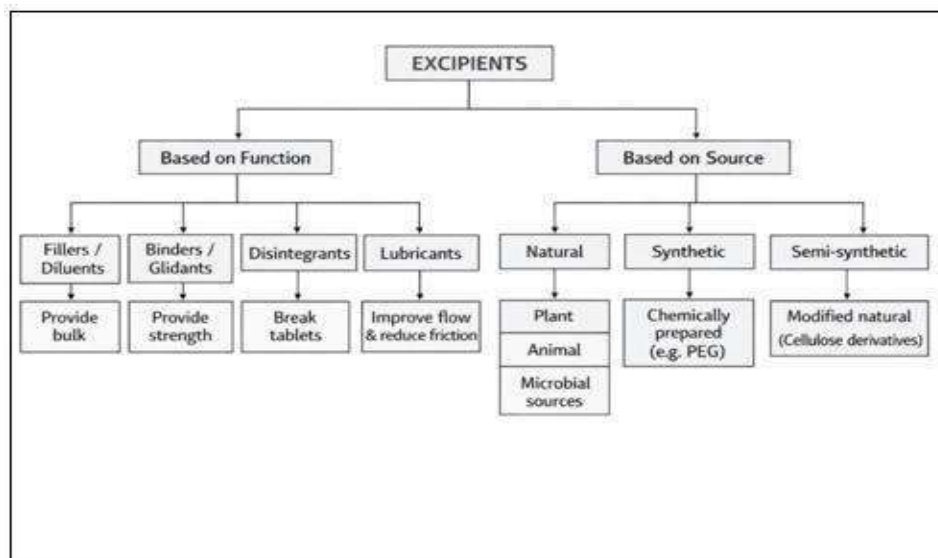 EXCIPIENTS
Based on Function
Based on Source
Fillers /
Diluents
Binders /
Glidants
Disintegrants
Lubricants
Natural
Synthetic
Semi-synthetic
Provide
bulk
Provide
strength
Break
tablets
Improve flow
& reduce friction
Plant
Animal
Microbial
sources
Chemically
prepared
(e.g. PEG)
Modified natural
(Cellulose derivatives)